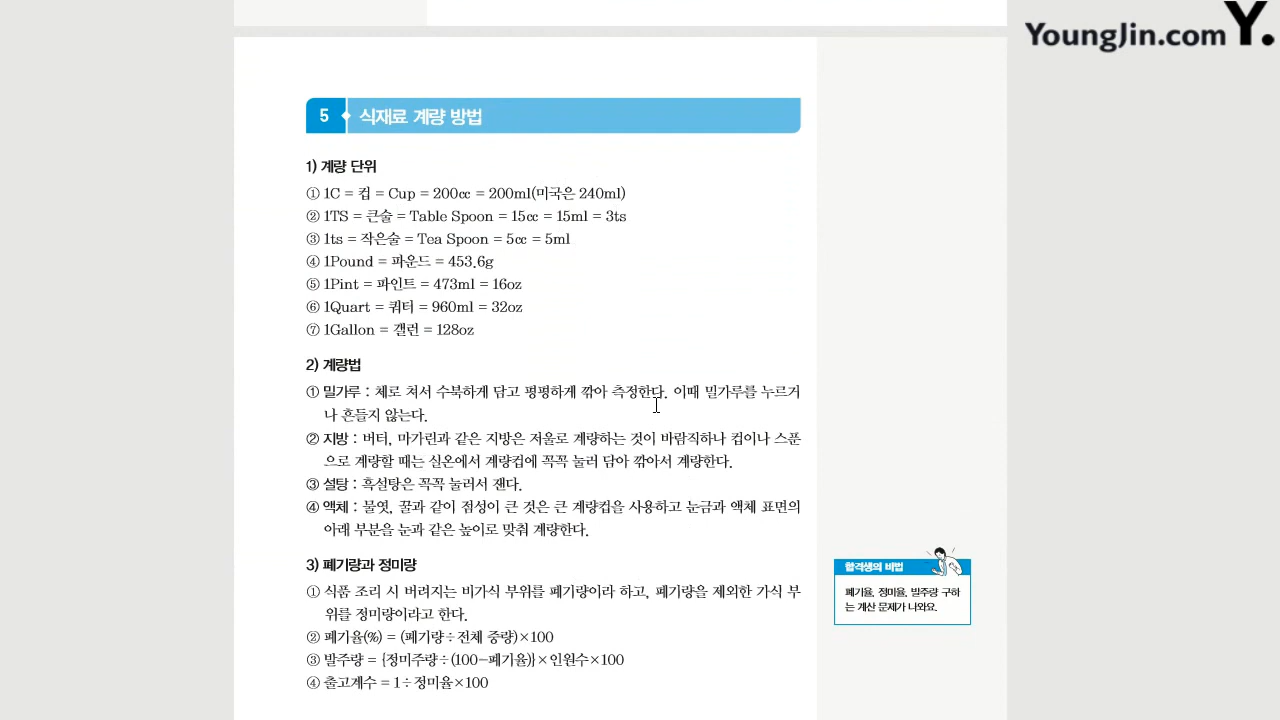 YoungJin.com Y.
5 식재료 계량 방법
1) 계량 단위
① 1C = 컵 = Cup = 200cc = 200ml(미국은 240ml)
② 1TS = 큰술 = Table Spoon = 15cc = 15ml = 3ts
③ 1ts = 작은술 = Tea Spoon = 5cc = 5ml
④ 1Pound = 파운드 = 453.6g
⑤ 1Pint = 파인트 = 473ml = 16oz
⑥ 1Quart = 쿼터 = 960ml = 32oz
⑦ 1Gallon = 갤런 = 128oz
2) 계량법
① 밀가루 : 체로 쳐서 수북하게 담고 평평하게 깎아 측정한다. 이때 밀가루를 누르거
나 흔들지 않는다.
② 지방 : 버터, 마가린과 같은 지방은 저울로 계량하는 것이 바람직하나 컵이나 스푼
으로 계량할 때는 실온에서 계량컵에 꼭꼭 눌러 담아 깎아서 계량한다.
③ 설탕 : 흑설탕은 꼭꼭 눌러서 잰다.
④ 액체 : 물엿, 꿀과 같이 점성이 큰 것은 큰 계량컵을 사용하고 눈금과 액체 표면의
아래 부분을 눈과 같은 높이로 맞춰 계량한다.
3) 폐기량과 정미량
① 식품 조리 시 버려지는 비가식 부위를 폐기량이라 하고, 폐기량을 제외한 가식 부
위를 정미량이라고 한다.
② 폐기율(%) = (폐기량÷전체 중량)×100
③ 발주량 = {정미주량÷(100-폐기율)}×인원수×100
④ 출고계수 = 1÷정미율×100
합격생의 비법
폐기율, 정미율, 발주량 구하
는 계산 문제가 나와요.